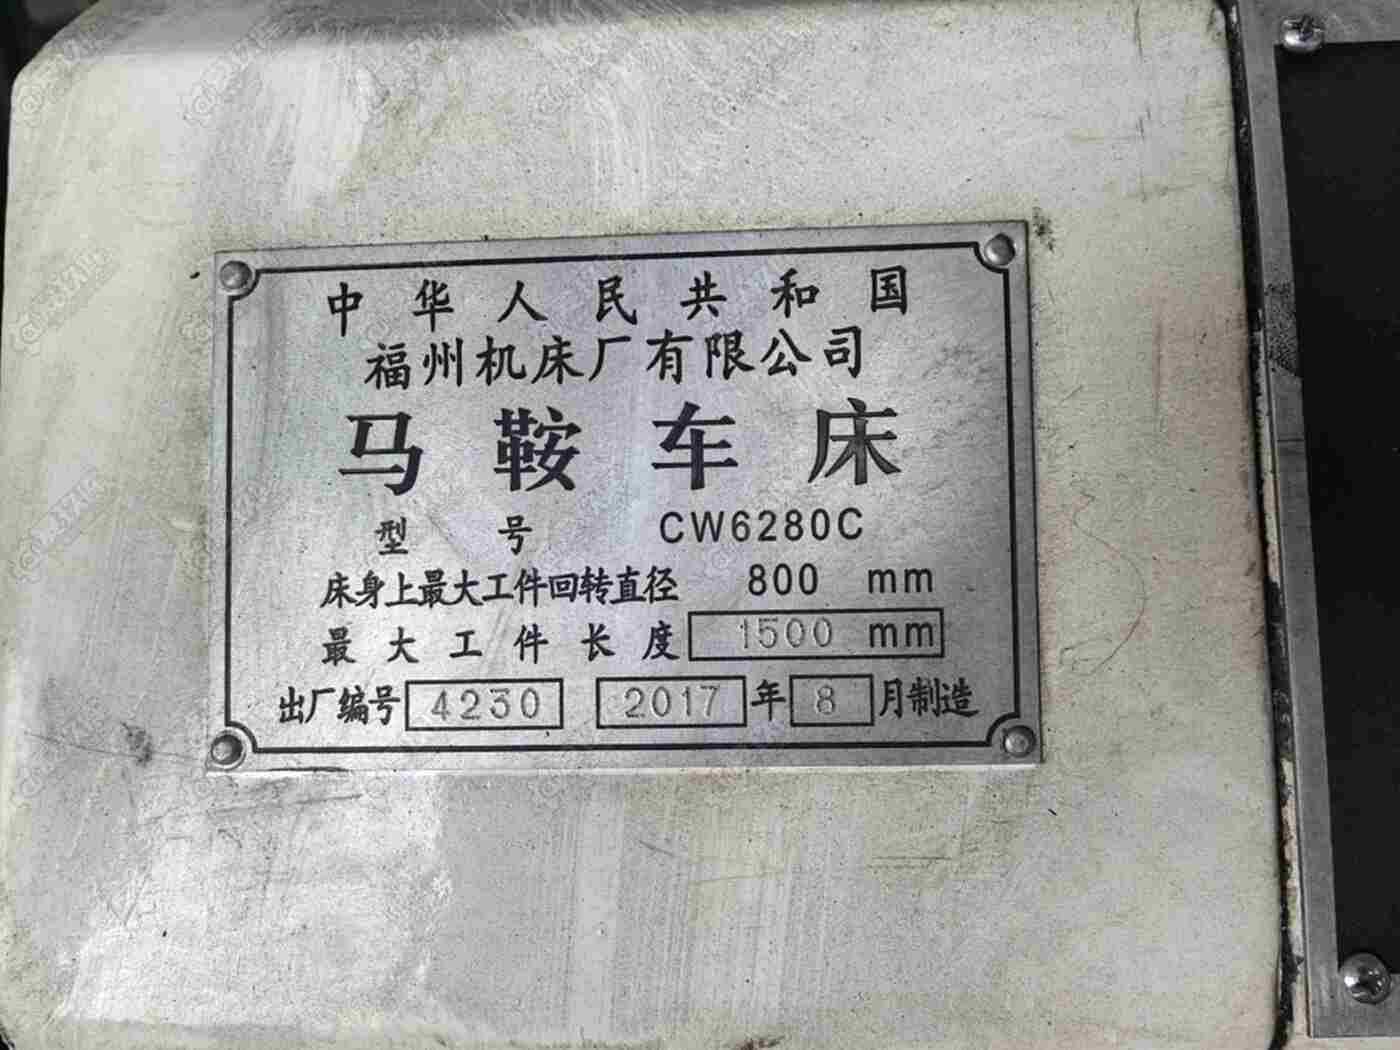 中华人民共和国
福州机床厂有限公司
马鞍车床
型号 CW6280C
床身上最大工件回转直径 800 mm
最大工件长度 1500 mm
出厂编号 4230 2017 年 8 月制造